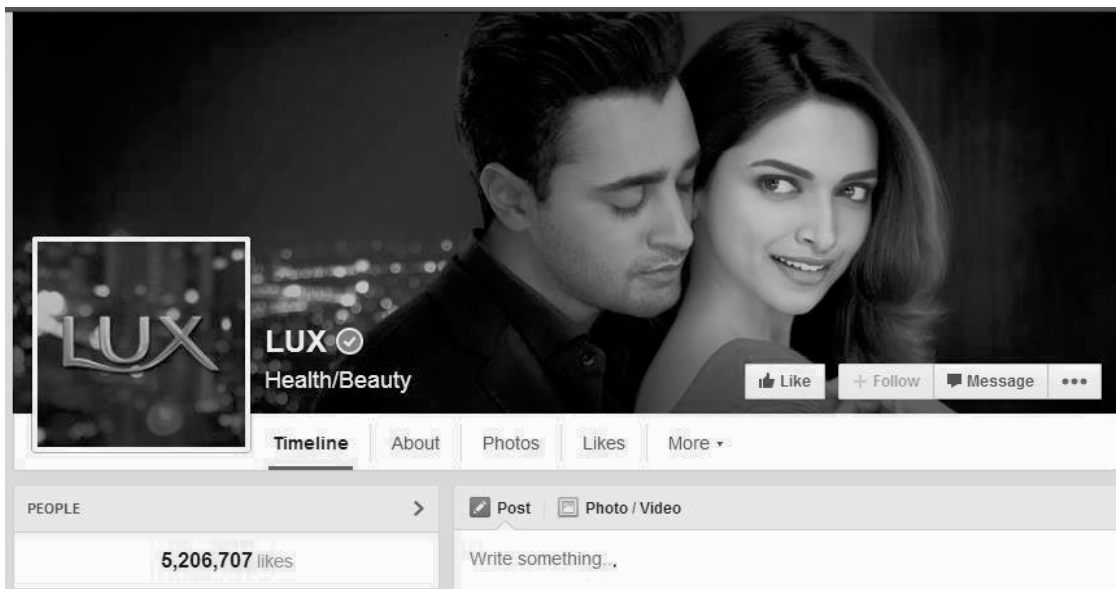 LUX
LUX
Health/Beauty
Like
+ Follow
Message
Timeline
About
Photos
Likes
More
PEOPLE
5,206,707 likes
Post
Photo / Video
Write something...